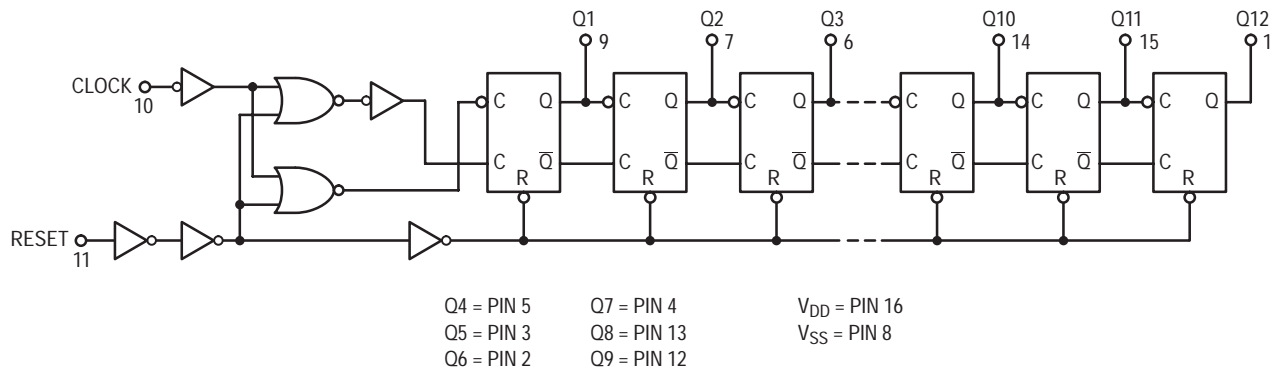 Q1 Q2 Q3 Q10 Q11 Q12
9 7 6 14 15 1
CLOCK
10
C Q C Q C Q C Q C Q C Q
C Q̅ C Q̅ C Q̅ C Q̅ C Q̅ C
R R R R R R
RESET
11
Q4 = PIN 5 Q7 = PIN 4 VDD = PIN 16
Q5 = PIN 3 Q8 = PIN 13 VSS = PIN 8
Q6 = PIN 2 Q9 = PIN 12